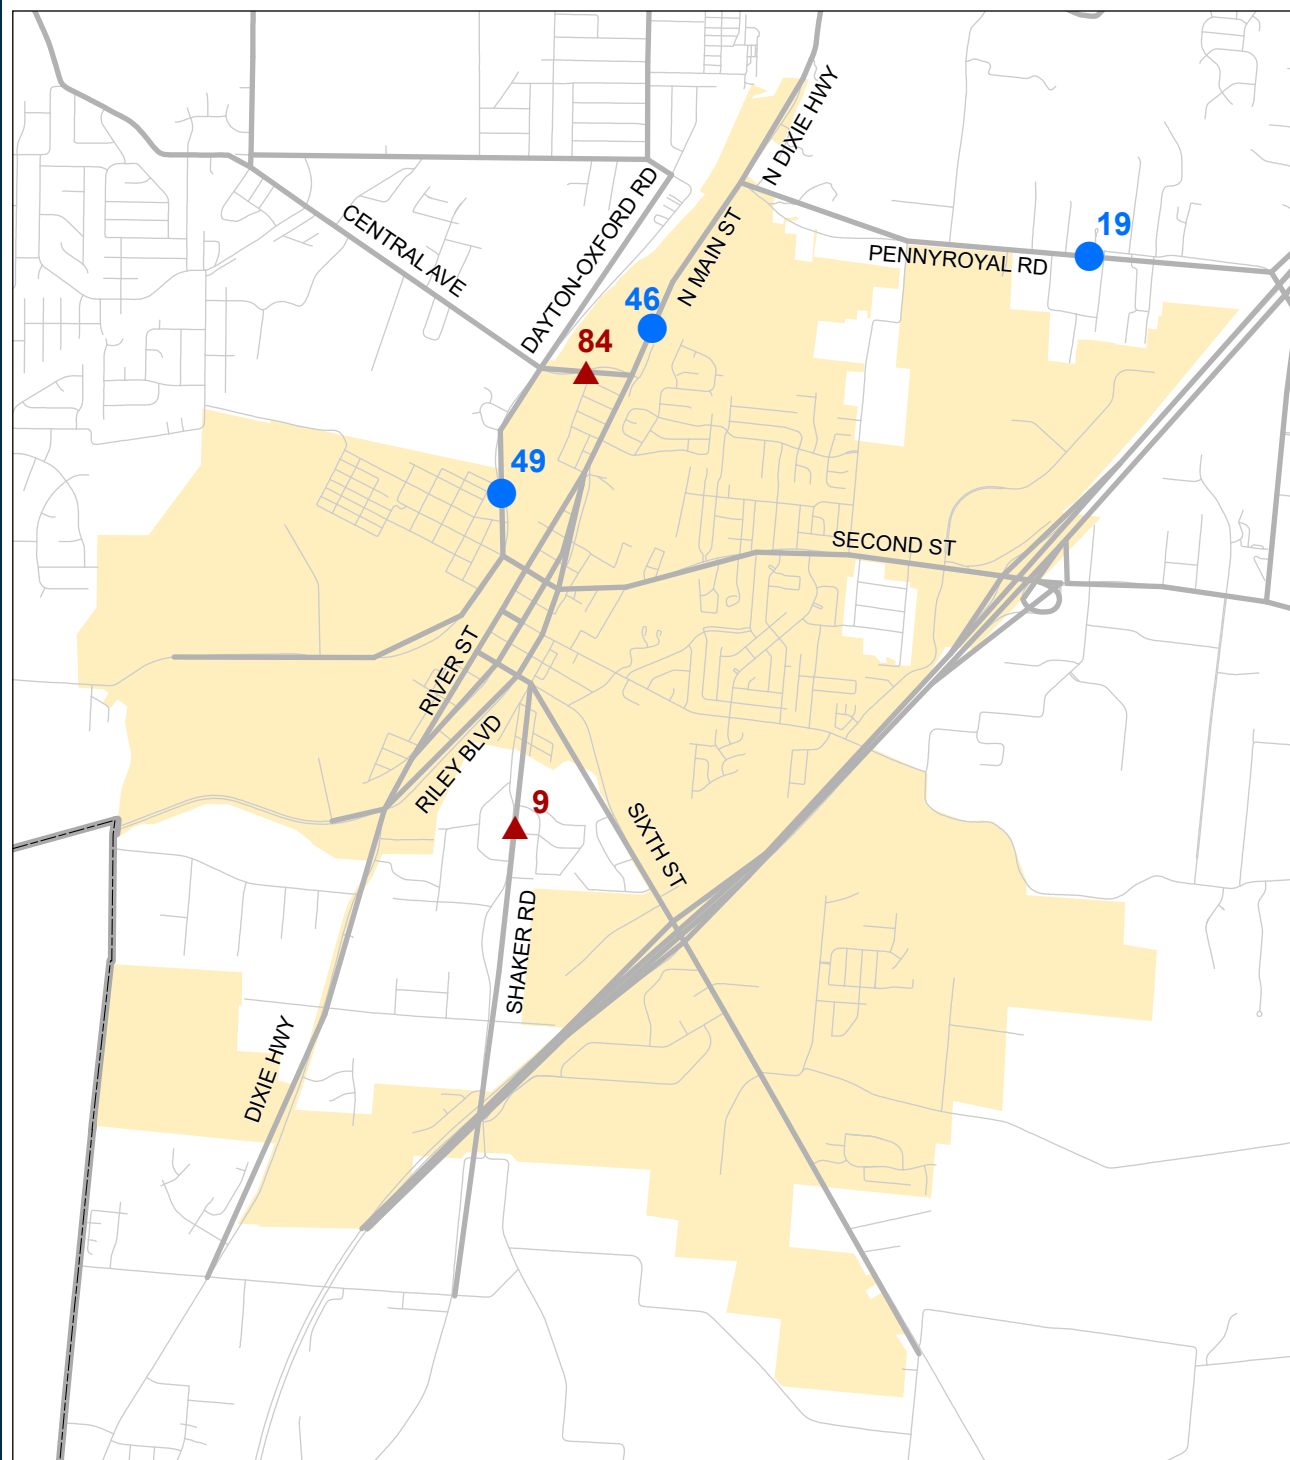 N DIXIE HWY
CENTRAL AVE
DAYTON-OXFORD RD
N MAIN ST
19
PENNYROYAL RD
46
84
49
SECOND ST
RIVER ST
RILEY BLVD
9
SIXTH ST
SHAKER RD
DIXIE HWY